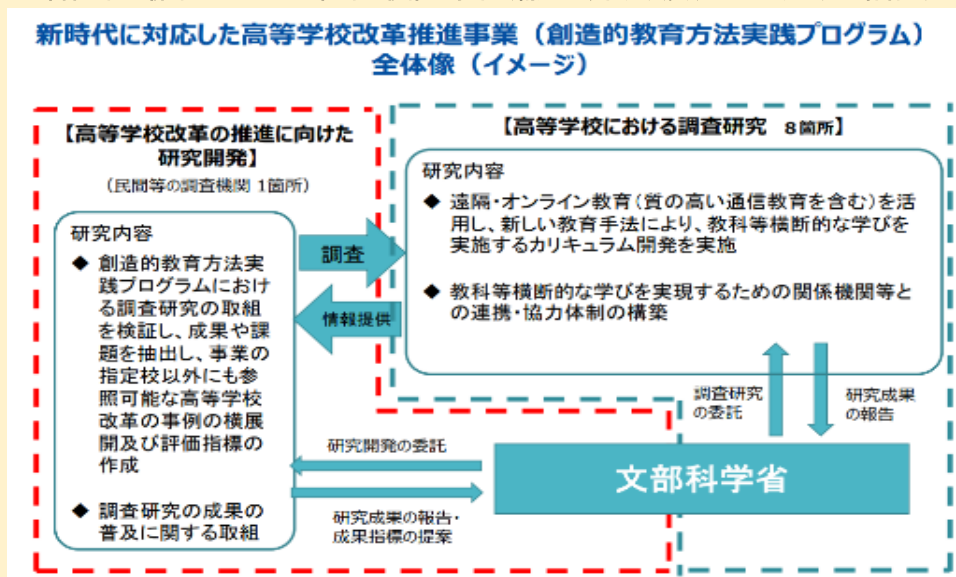 新時代に対応した高等学校改革推進事業（創造的教育方法実践プログラム）
全体像（イメージ）
【高等学校改革の推進に向けた
研究開発】
（民間等の調査機関 1箇所）
研究内容
◆ 創造的教育方法実
践プログラムにおけ
る調査研究の取組
を検証し、成果や課
題を抽出し、事業の
指定校以外にも参
照可能な高等学校
改革の事例の横展
開及び評価指標の
作成
◆ 調査研究の成果の
普及に関する取組
調査
情報提供
【高等学校における調査研究 8箇所】
研究内容
◆ 遠隔・オンライン教育（質の高い通信教育を含む）を活
用し、新しい教育手法により、教科等横断的な学びを
実施するカリキュラム開発を実施
◆ 教科等横断的な学びを実現するための関係機関等と
の連携・協力体制の構築
調査研究
の委託
研究成果
の報告
研究開発の委託
文部科学省
研究成果の報告・
成果指標の提案